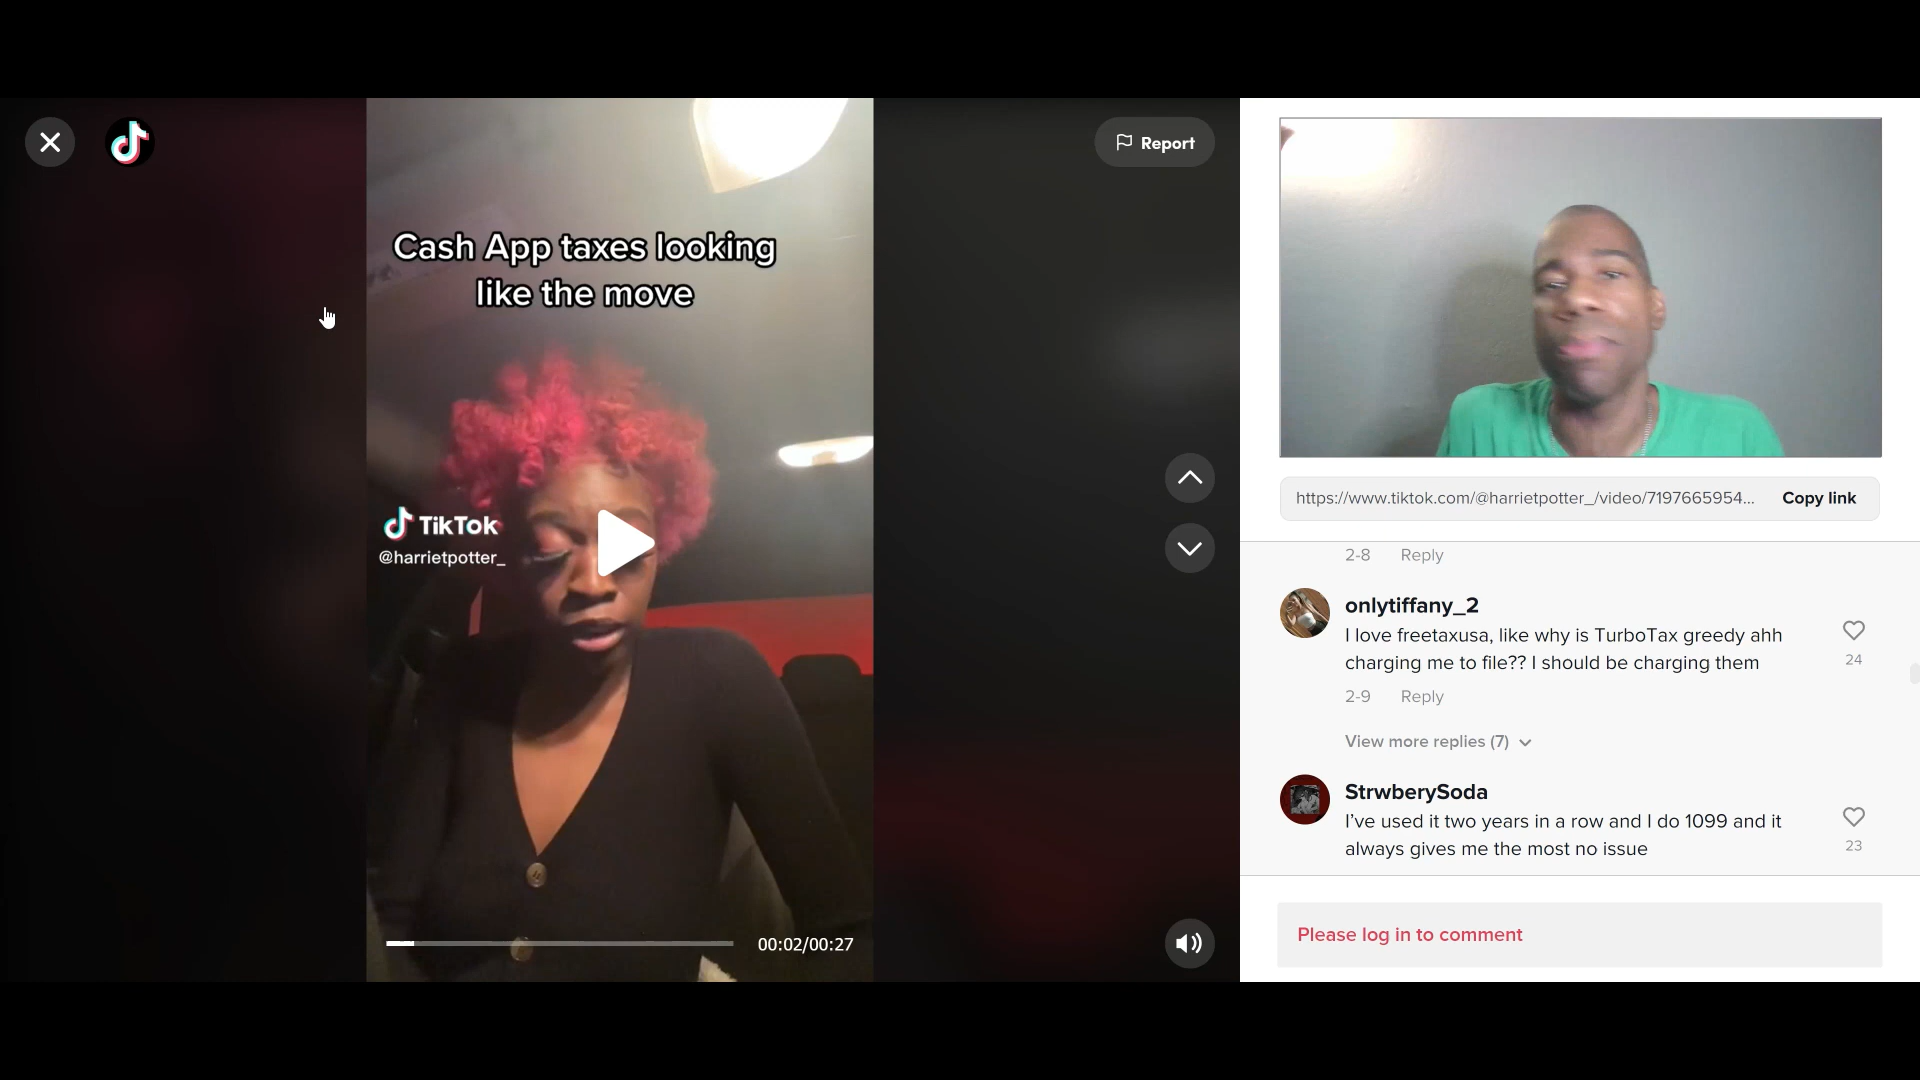 Report
Cash App taxes looking
like the move
TikTok
@harrietpotter_
00:02/00:27
https://www.tiktok.com/@harrietpotter_/video/7197665954... Copy link
2-8 Reply
onlytiffany_2
I love freetaxusa, like why is TurboTax greedy ahh
charging me to file?? I should be charging them
24
2-9 Reply
View more replies (7)
StrwberySoda
I've used it two years in a row and I do 1099 and it
always gives me the most no issue
23
Please log in to comment